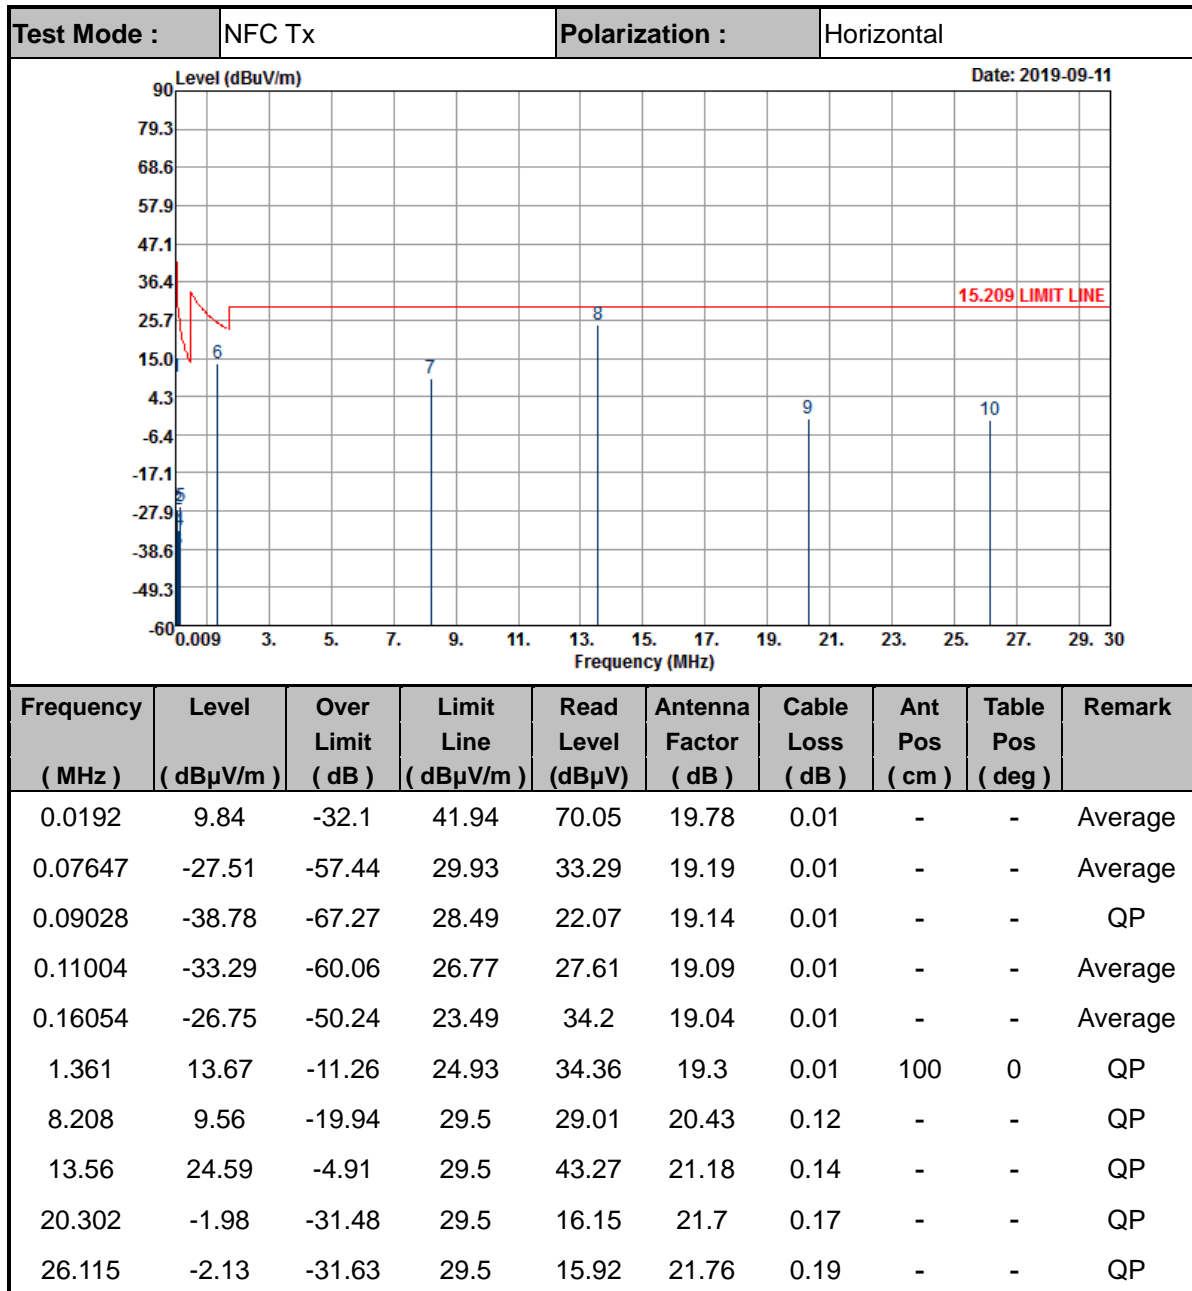 Test Mode : NFC Tx Polarization : Horizontal
Level (dBuV/m) Date: 2019-09-11
90
79.3
68.6
57.9
47.1
36.4
15.209 LIMIT LINE
25.7
8
15.0
6
7
4.3
9
10
-6.4
-17.1
5
-27.9
-38.6
-49.3
-60
0.009 3. 5. 7. 9. 11. 13. 15. 17. 19. 21. 23. 25. 27. 29. 30
Frequency (MHz)
Frequency Level Over Limit Read Antenna Cable Ant Table Remark
Limit Line Level Factor Loss Pos Pos
( MHz ) ( dBµV/m ) ( dB ) ( dBµV/m ) (dBµV) ( dB ) ( dB ) ( cm ) ( deg )
0.0192 9.84 -32.1 41.94 70.05 19.78 0.01 - - Average
0.07647 -27.51 -57.44 29.93 33.29 19.19 0.01 - - Average
0.09028 -38.78 -67.27 28.49 22.07 19.14 0.01 - - QP
0.11004 -33.29 -60.06 26.77 27.61 19.09 0.01 - - Average
0.16054 -26.75 -50.24 23.49 34.2 19.04 0.01 - - Average
1.361 13.67 -11.26 24.93 34.36 19.3 0.01 100 0 QP
8.208 9.56 -19.94 29.5 29.01 20.43 0.12 - - QP
13.56 24.59 -4.91 29.5 43.27 21.18 0.14 - - QP
20.302 -1.98 -31.48 29.5 16.15 21.7 0.17 - - QP
26.115 -2.13 -31.63 29.5 15.92 21.76 0.19 - - QP